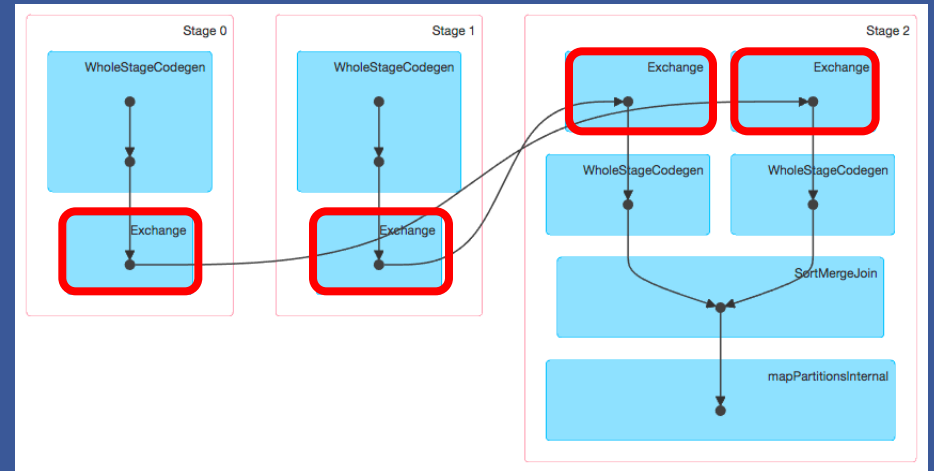 Stage 0
WholeStageCodegen
Exchange
Stage 1
WholeStageCodegen
Exchange
Stage 2
Exchange
Exchange
WholeStageCodegen
WholeStageCodegen
SortMergeJoin
mapPartitionsInternal